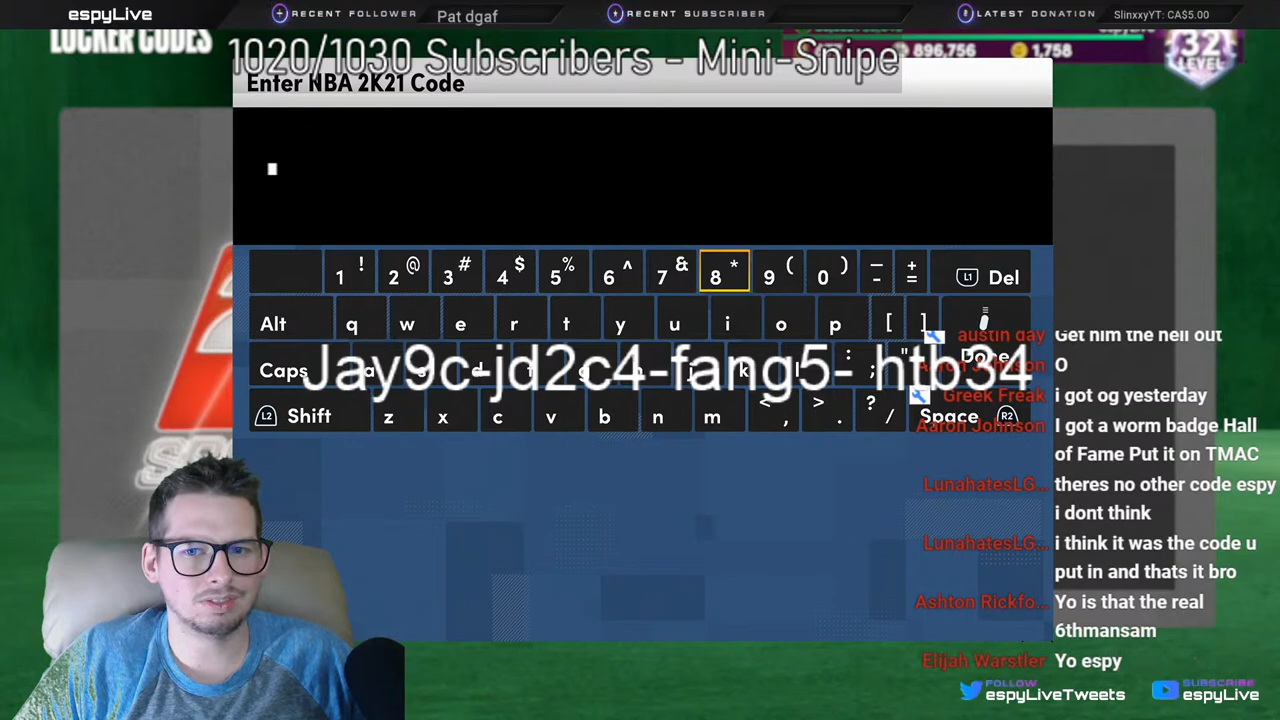 espyLive
RECENT FOLLOWER
Pat dgaf
RECENT SUBSCRIBER
LATEST DONATION
SlinxxyYT: CA$5.00
LOCKER CODES
1020/1030 Subscribers - Mini-Snipe
896,756
1,758
32
LEVEL
Enter NBA 2K21 Code
1 ! 2 @ 3 # 4 $ 5 % 6 ^ 7 & 8 * 9 ( 0 ) - — = + L1 Del
Alt q w e r t y u i o p [ ]
Caps a s d f g h j k l ; : " Done
Jay9c-jd2c4-fang5- htb34
L2 Shift z x c v b n m , < . > / ? Space R2
austin gay Get him the hell out
Aaron Johnson O
Greek Freak i got og yesterday
Aaron Johnson I got a worm badge Hall
of Fame Put it on TMAC
LunahatesLG... theres no other code espy
i dont think
LunahatesLG... i think it was the code u
put in and thats it bro
Ashton Rickfo... Yo is that the real
6thmansam
Elijah Warstler Yo espy
FOLLOW
espyLiveTweets
SUBSCRIBE
espyLive